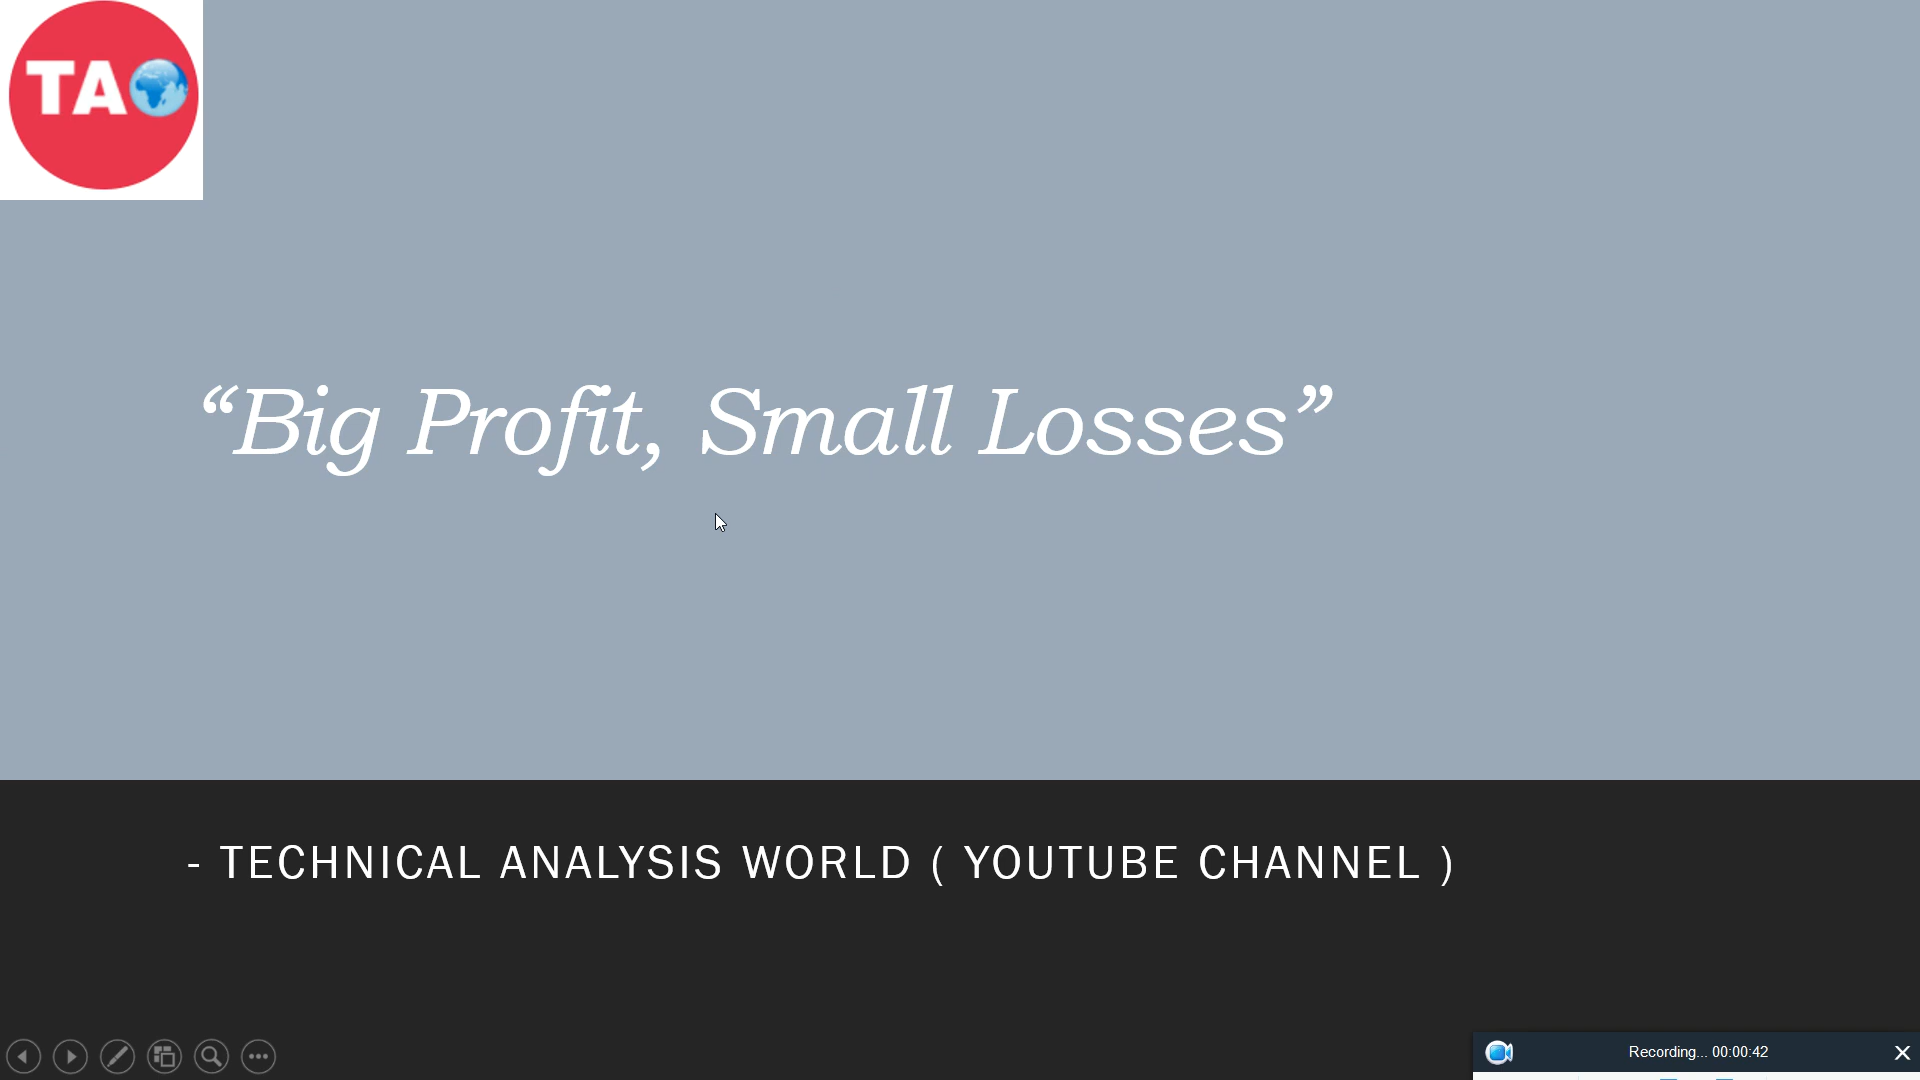 TA
“Big Profit, Small Losses”
- TECHNICAL ANALYSIS WORLD ( YOUTUBE CHANNEL )
Recording... 00:00:42